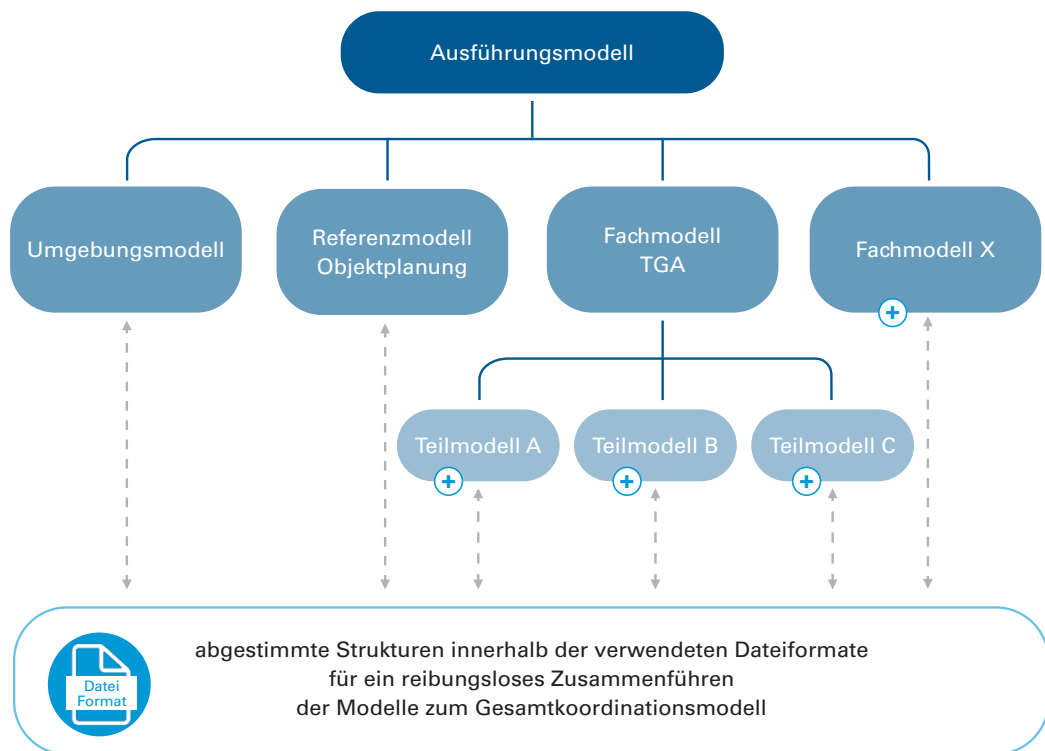 Ausführungsmodell
Umgebungsmodell
Referenzmodell
Objektplanung
Fachmodell
TGA
Fachmodell X
Teilmodell A
Teilmodell B
Teilmodell C
Datei
Format
abgestimmte Strukturen innerhalb der verwendeten Dateiformate
für ein reibungsloses Zusammenführen
der Modelle zum Gesamtkoordinationsmodell